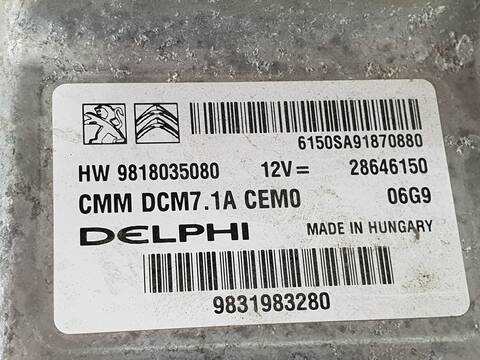 6150SA91870880
HW 9818035080 12V= 28646150
CMM DCM7.1A CEM0 06G9
DELPHI MADE IN HUNGARY
9831983280